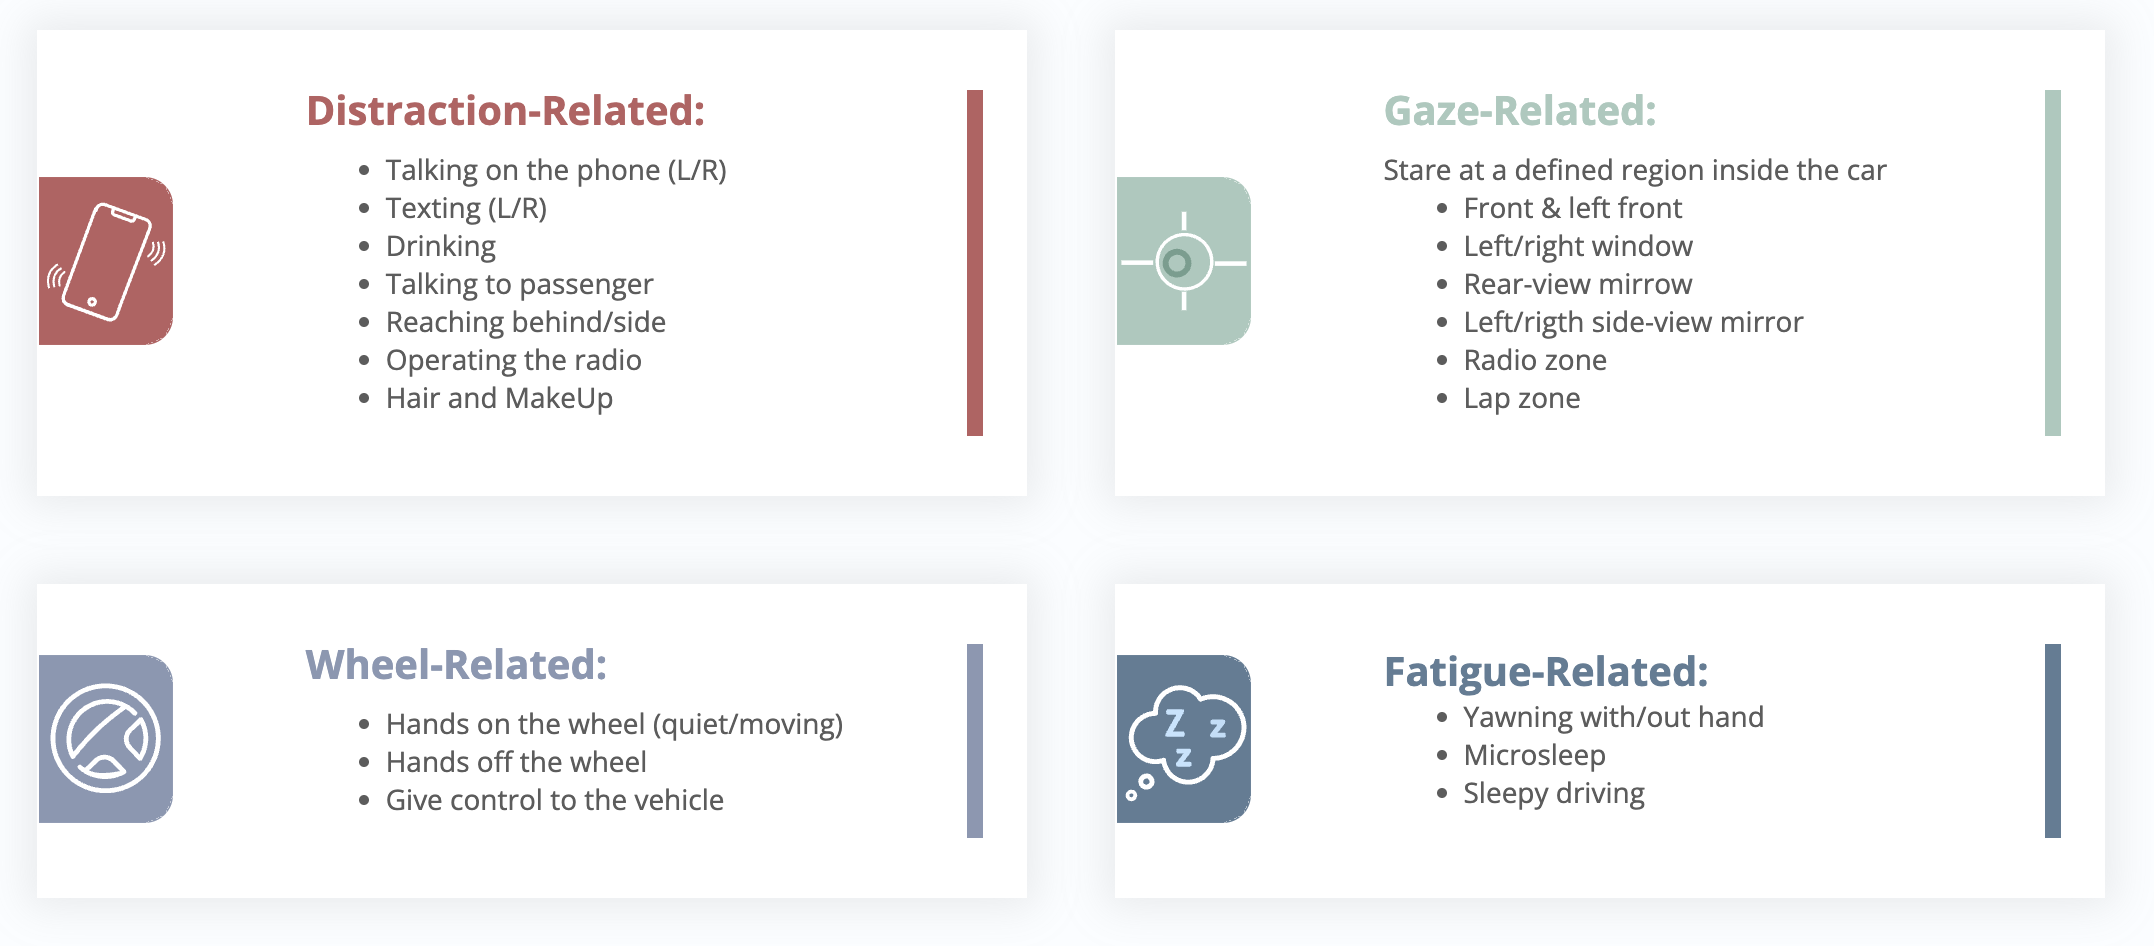 Distraction-Related:
• Talking on the phone (L/R)
• Texting (L/R)
• Drinking
• Talking to passenger
• Reaching behind/side
• Operating the radio
• Hair and MakeUp
Gaze-Related:
Stare at a defined region inside the car
• Front & left front
• Left/right window
• Rear-view mirrow
• Left/rigth side-view mirror
• Radio zone
• Lap zone
Wheel-Related:
• Hands on the wheel (quiet/moving)
• Hands off the wheel
• Give control to the vehicle
Z z
z
Fatigue-Related:
• Yawning with/out hand
• Microsleep
• Sleepy driving